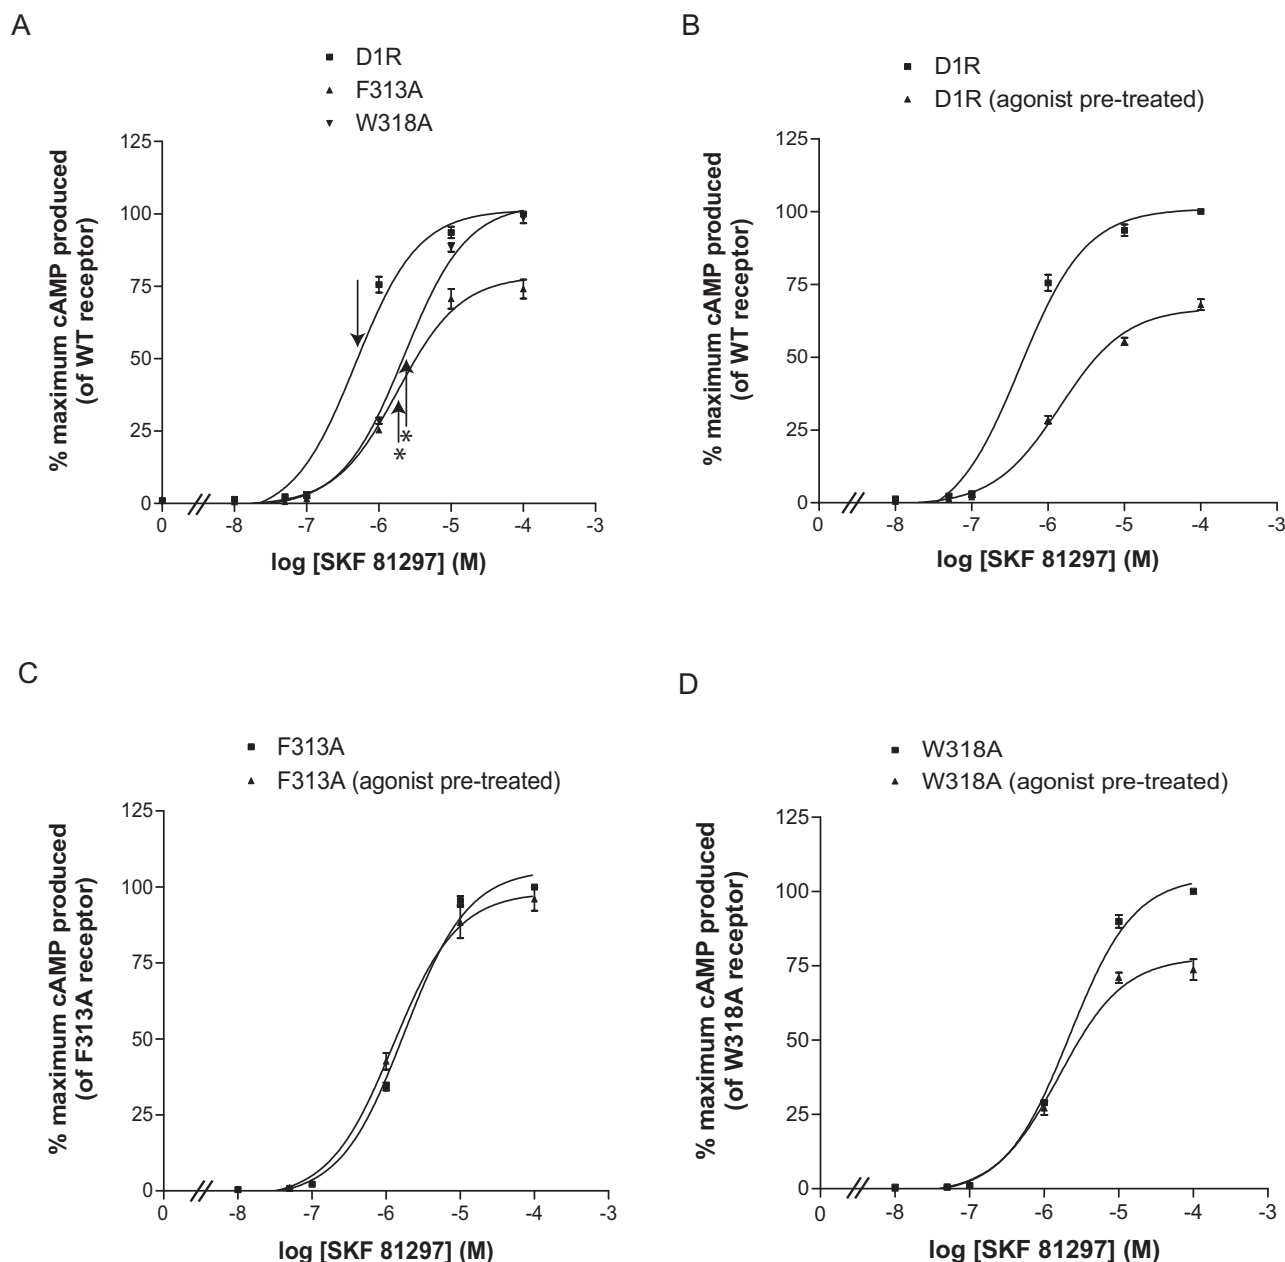 A
D1R
F313A
W318A
% maximum cAMP produced
(of WT receptor)
125
100
75
50
25
0
*
*
0
-8
-7
-6
-5
-4
-3
log [SKF 81297] (M)
B
D1R
D1R (agonist pre-treated)
% maximum cAMP produced
(of WT receptor)
125
100
75
50
25
0
0
-8
-7
-6
-5
-4
-3
log [SKF 81297] (M)
C
F313A
F313A (agonist pre-treated)
% maximum cAMP produced
(of F313A receptor)
125
100
75
50
25
0
0
-8
-7
-6
-5
-4
-3
log [SKF 81297] (M)
D
W318A
W318A (agonist pre-treated)
% maximum cAMP produced
(of W318A receptor)
125
100
75
50
25
0
0
-8
-7
-6
-5
-4
-3
log [SKF 81297] (M)